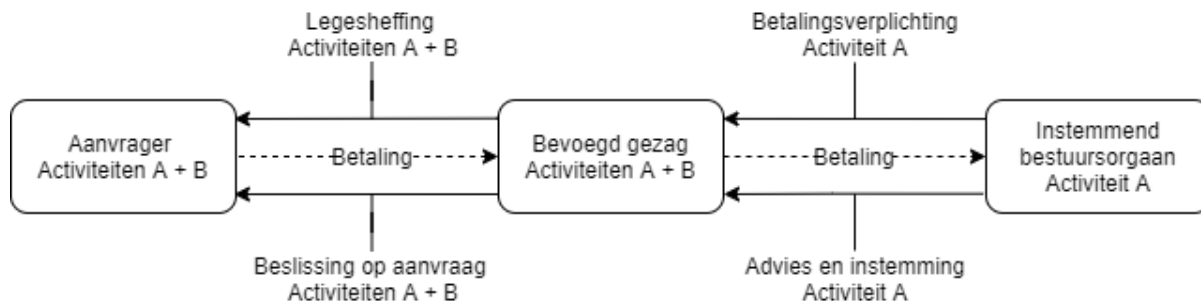 Legesheffing
Activiteiten A + B
Betalingsverplichting
Activiteit A
Aanvrager
Activiteiten A + B
Betaling
Bevoegd gezag
Activiteiten A + B
Betaling
Instemmend
bestuursorgaan
Activiteit A
Beslissing op aanvraag
Activiteiten A + B
Advies en instemming
Activiteit A